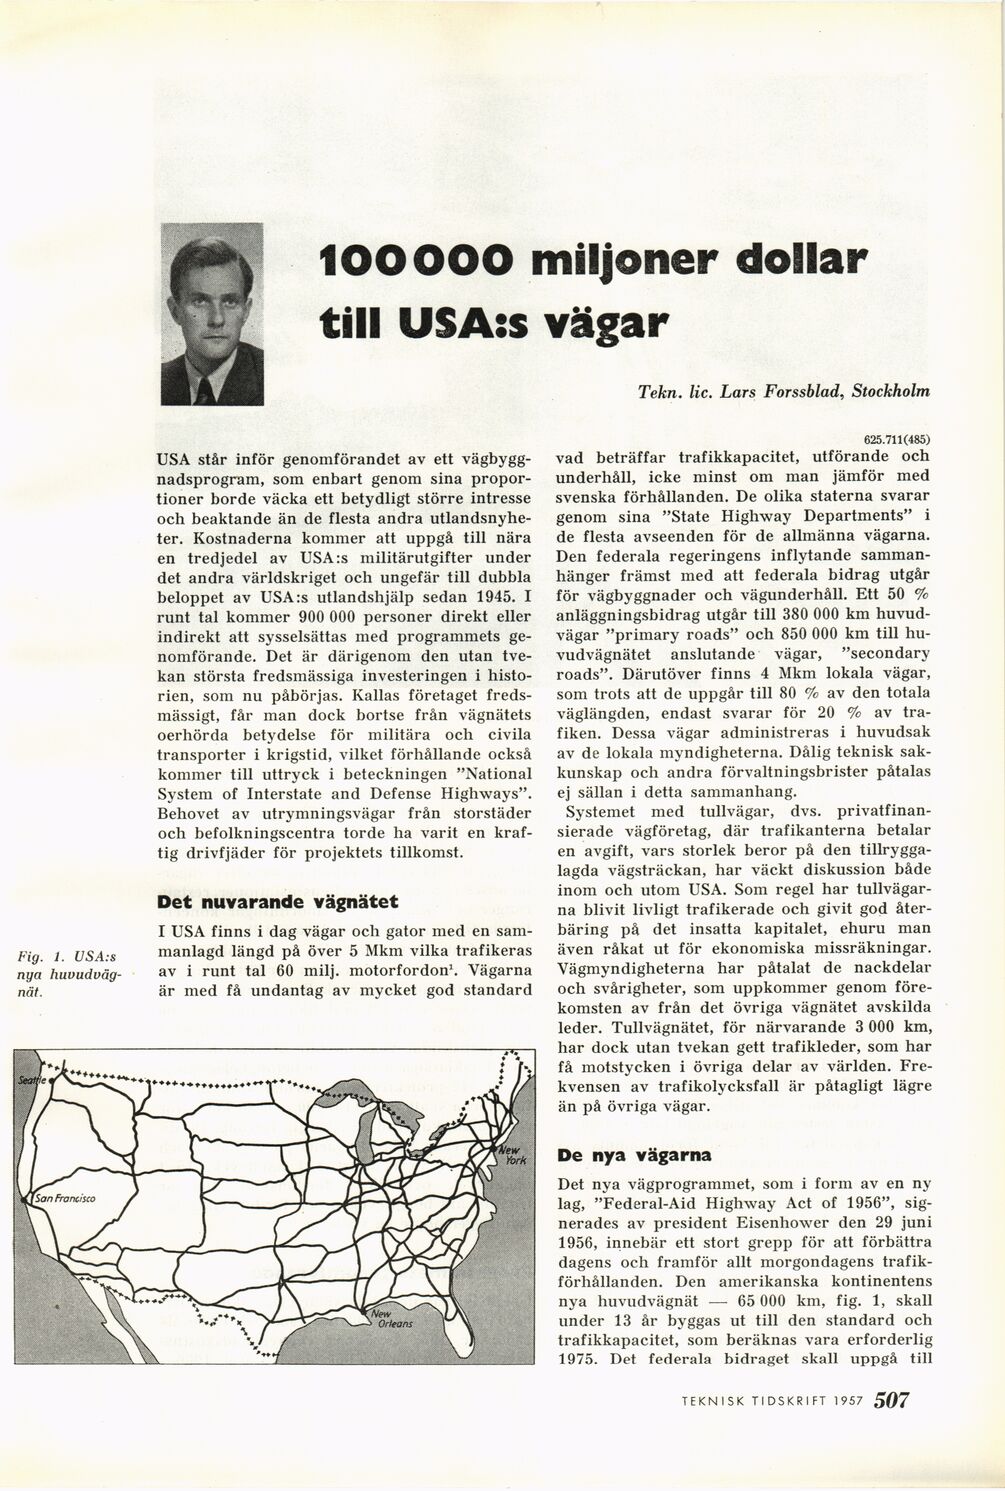 100 000 miljoner dollar
till USA:s vägar
Tekn. lic. Lars Forssblad, Stockholm
625.711(485)
USA står inför genomförandet av ett vägbygg-
nadsprogram, som enbart genom sina propor-
tioner borde väcka ett betydligt större intresse
och beaktande än de flesta andra utlandsnyhe-
ter. Kostnaderna kommer att uppgå till nära
en tredjedel av USA:s militärutgifter under
det andra världskriget och ungefär till dubbla
beloppet av USA:s utlandshjälp sedan 1945. I
runt tal kommer 900 000 personer direkt eller
indirekt att sysselsättas med programmets ge-
nomförande. Det är därigenom den utan tve-
kan största fredsmässiga investeringen i histo-
rien, som nu påbörjas. Kallas företaget freds-
mässigt, får man dock bortse från vägnätets
oerhörda betydelse för militära och civila
transporter i krigstid, vilket förhållande också
kommer till uttryck i beteckningen ”National
System of Interstate and Defense Highways”.
Behovet av utrymningsvägar från storstäder
och befolkningscentra torde ha varit en kraf-
tig drivfjäder för projektets tillkomst.
Det nuvarande vägnätet
I USA finns i dag vägar och gator med en sam-
manlagd längd på över 5 Mkm vilka trafikeras
av i runt tal 60 milj. motorfordon¹. Vägarna
är med få undantag av mycket god standard
Fig. 1. USA:s
nya huvudväg-
nät.
Seattle
San Francisco
New
York
New
Orleans
vad beträffar trafikkapacitet, utförande och
underhåll, icke minst om man jämför med
svenska förhållanden. De olika staterna svarar
genom sina ”State Highway Departments” i
de flesta avseenden för de allmänna vägarna.
Den federala regeringens inflytande samman-
hänger främst med att federala bidrag utgår
för vägbyggnader och vägunderhåll. Ett 50 %
anläggningsbidrag utgår till 380 000 km huvud-
vägar ”primary roads” och 850 000 km till hu-
vudvägnätet anslutande vägar, ”secondary
roads”. Därutöver finns 4 Mkm lokala vägar,
som trots att de uppgår till 80 % av den totala
väglängden, endast svarar för 20 % av tra-
fiken. Dessa vägar administreras i huvudsak
av de lokala myndigheterna. Dålig teknisk sak-
kunskap och andra förvaltningsbrister påtalas
ej sällan i detta sammanhang.
Systemet med tullvägar, dvs. privatfinan-
sierade vägföretag, där trafikanterna betalar
en avgift, vars storlek beror på den tillrygga-
lagda vägsträckan, har väckt diskussion både
inom och utom USA. Som regel har tullvägar-
na blivit livligt trafikerade och givit god åter-
bäring på det insatta kapitalet, ehuru man
även råkat ut för ekonomiska missräkningar.
Vägmyndigheterna har påtalat de nackdelar
och svårigheter, som uppkommer genom före-
komsten av från det övriga vägnätet avskilda
leder. Tullvägnätet, för närvarande 3 000 km,
har dock utan tvekan gett trafikleder, som har
få motstycken i övriga delar av världen. Fre-
kvensen av trafikolycksfall är påtagligt lägre
än på övriga vägar.
De nya vägarna
Det nya vägprogrammet, som i form av en ny
lag, ”Federal-Aid Highway Act of 1956”, sig-
nerades av president Eisenhower den 29 juni
1956, innebär ett stort grepp för att förbättra
dagens och framför allt morgondagens trafik-
förhållanden. Den amerikanska kontinentens
nya huvudvägnät — 65 000 km, fig. 1, skall
under 13 år byggas ut till den standard och
trafikkapacitet, som beräknas vara erforderlig
1975. Det federala bidraget skall uppgå till
TEKNISK TIDSKRIFT 1957 507